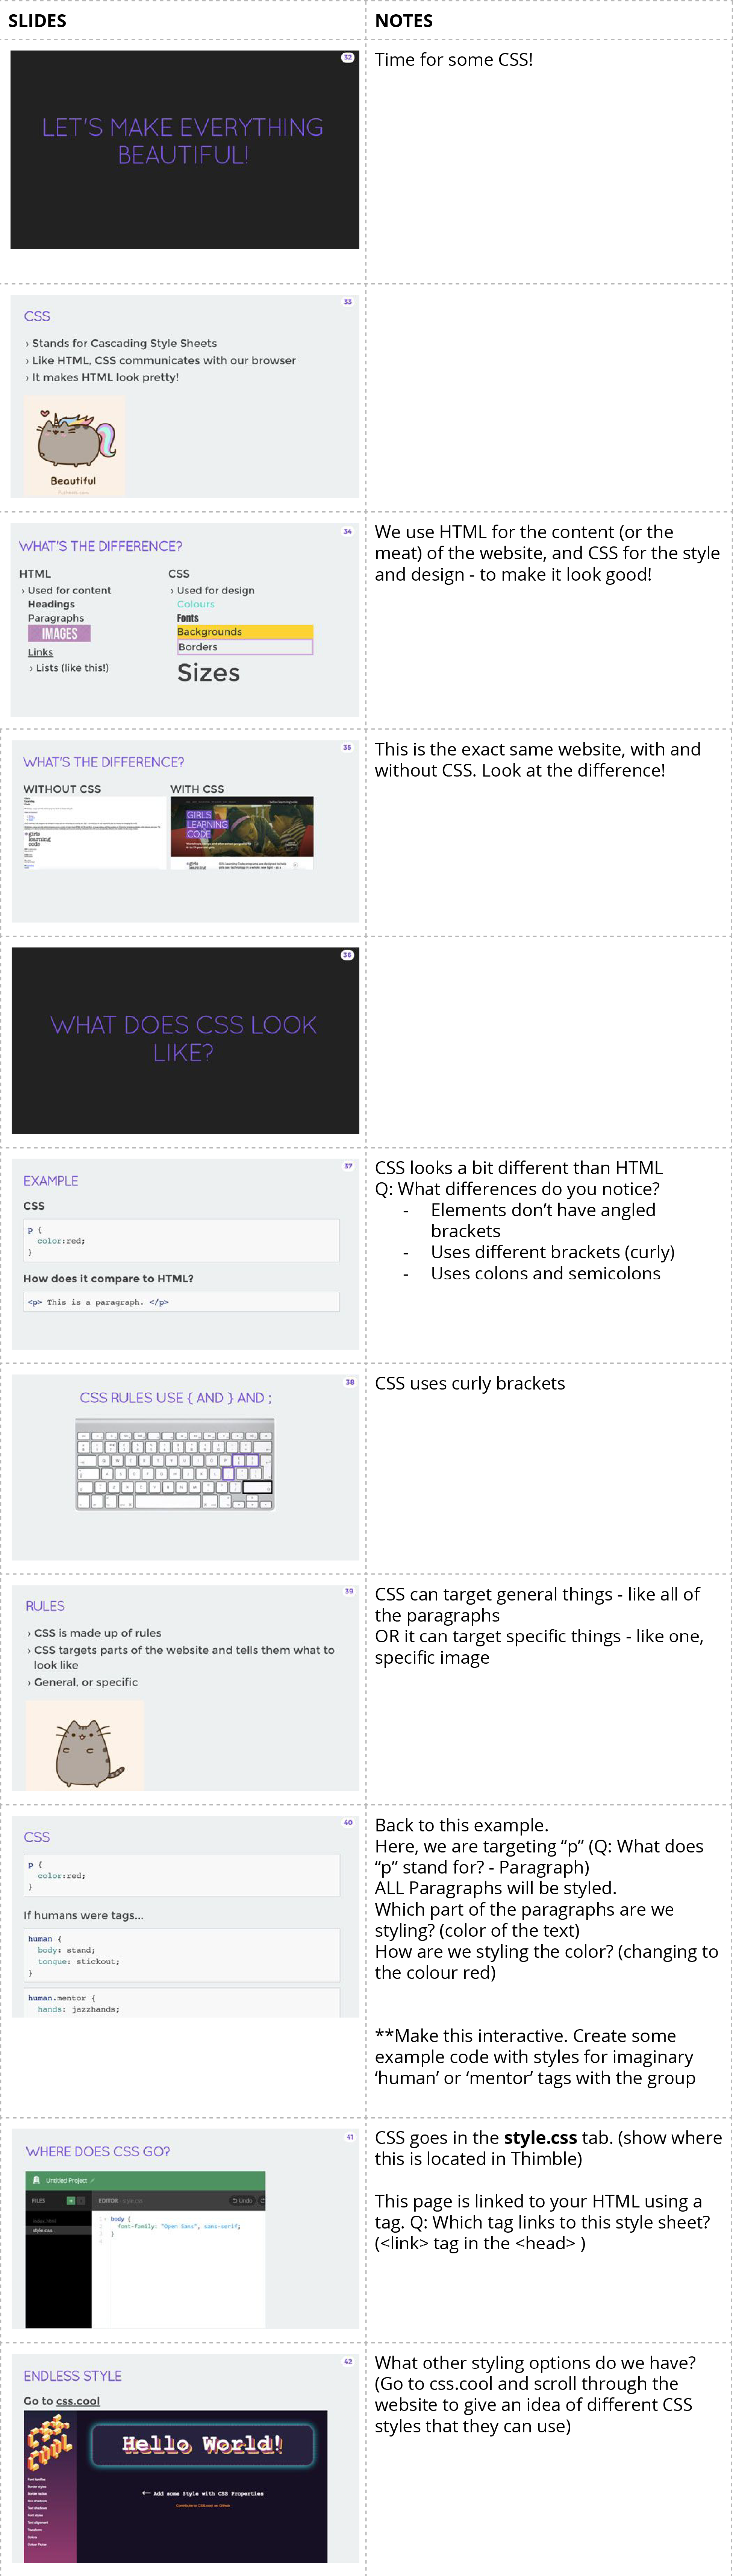 SLIDES
NOTES
32
LET'S MAKE EVERYTHING
BEAUTIFUL!
Time for some CSS!
33
CSS
› Stands for Cascading Style Sheets
› Like HTML, CSS communicates with our browser
› It makes HTML look pretty!
Beautiful
34
WHAT'S THE DIFFERENCE?
HTML
› Used for content
Headings
Paragraphs
IMAGES
Links
› Lists (like this!)
CSS
› Used for design
Colours
Fonts
Backgrounds
Borders
Sizes
We use HTML for the content (or the
meat) of the website, and CSS for the style
and design - to make it look good!
35
WHAT'S THE DIFFERENCE?
WITHOUT CSS
girls
learning
code
WITH CSS
GIRLS
LEARNING
CODE
girls
learning
This is the exact same website, with and
without CSS. Look at the difference!
36
WHAT DOES CSS LOOK
LIKE?
37
EXAMPLE
CSS
p {
color:red;
}
How does it compare to HTML?
<p> This is a paragraph. </p>
CSS looks a bit different than HTML
Q: What differences do you notice?
- Elements don’t have angled
brackets
- Uses different brackets (curly)
- Uses colons and semicolons
38
CSS RULES USE { AND } AND ;
CSS uses curly brackets
39
RULES
› CSS is made up of rules
› CSS targets parts of the website and tells them what to
look like
› General, or specific
CSS can target general things - like all of
the paragraphs
OR it can target specific things - like one,
specific image
40
CSS
p {
color:red;
}
If humans were tags...
human {
body: stand;
tongue: stickout;
}
human.mentor {
hands: jazzhands;
Back to this example.
Here, we are targeting “p” (Q: What does
“p” stand for? - Paragraph)
ALL Paragraphs will be styled.
Which part of the paragraphs are we
styling? (color of the text)
How are we styling the color? (changing to
the colour red)
**Make this interactive. Create some
example code with styles for imaginary
‘human’ or ‘mentor’ tags with the group
41
WHERE DOES CSS GO?
Untitled Project
FILES
EDITOR
Undo
index.html
style.css
body {
font-family: "Open Sans", sans-serif;
}
CSS goes in the style.css tab. (show where
this is located in Thimble)
This page is linked to your HTML using a
tag. Q: Which tag links to this style sheet?
(<link> tag in the <head> )
42
ENDLESS STYLE
Go to css.cool
CSS
COOL
Hello World!
← Add some Style with CSS Properties
What other styling options do we have?
(Go to css.cool and scroll through the
website to give an idea of different CSS
styles that they can use)